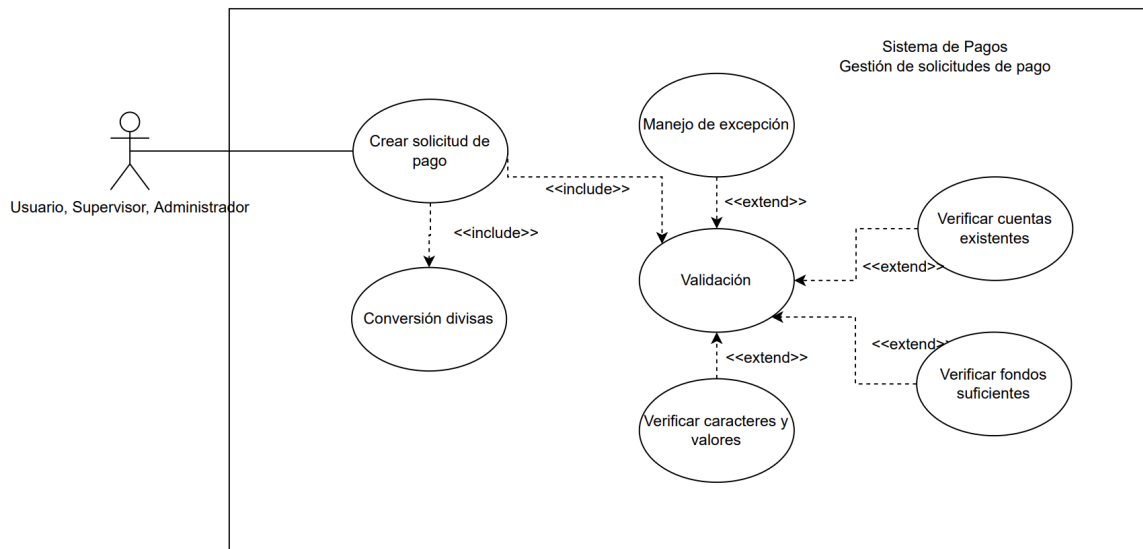 Sistema de Pagos
Gestión de solicitudes de pago
Crear solicitud de
pago
Manejo de excepción
<<include>>
<<extend>>
Usuario, Supervisor, Administrador
Verificar cuentas
existentes
<<include>>
<<extend>>
Validación
Conversión divisas
<<extend>>
<<extend>>
Verificar fondos
suficientes
Verificar caracteres y
valores